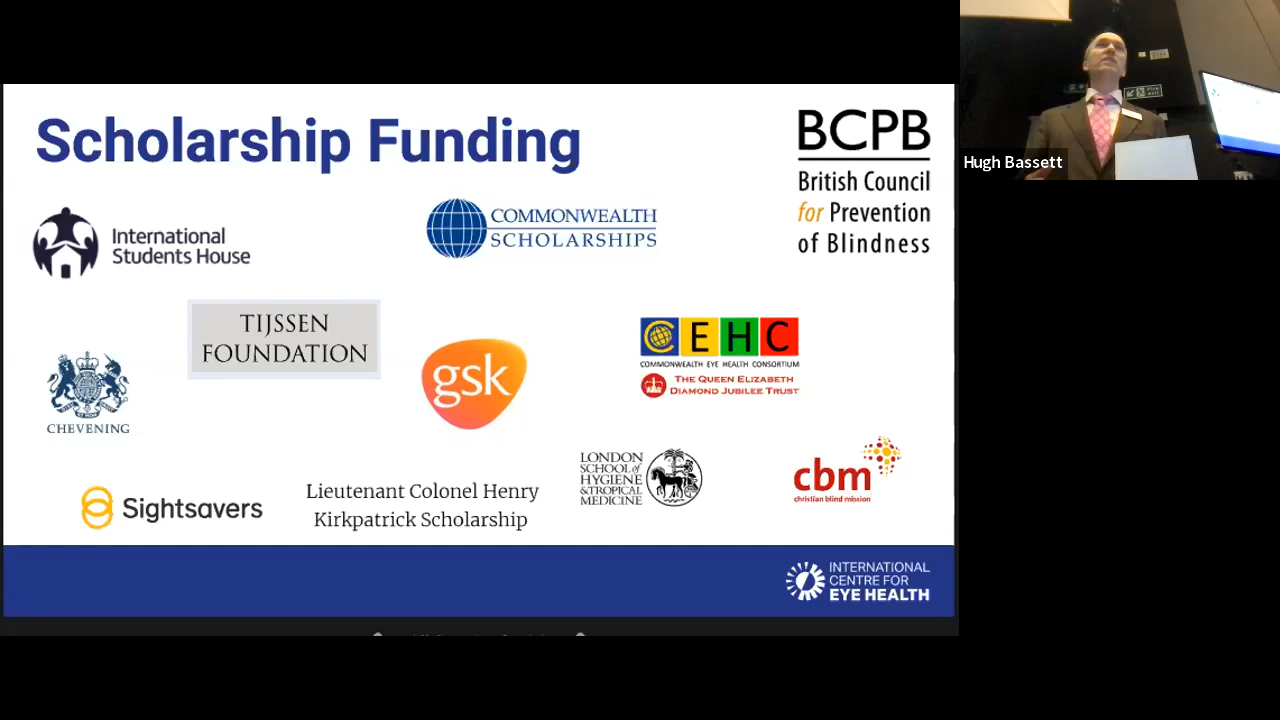 Scholarship Funding
BCPB
British Council
for Prevention
of Blindness
International
Students House
COMMONWEALTH
SCHOLARSHIPS
TIJSSEN
FOUNDATION
gsk
CEHC
COMMONWEALTH EYE HEALTH CONSORTIUM
THE QUEEN ELIZABETH
DIAMOND JUBILEE TRUST
CHEVENING
Sightsavers
Lieutenant Colonel Henry
Kirkpatrick Scholarship
LONDON
SCHOOL of
HYGIENE
& TROPICAL
MEDICINE
cbm
christian blind mission
INTERNATIONAL
CENTRE FOR
EYE HEALTH
Hugh Bassett